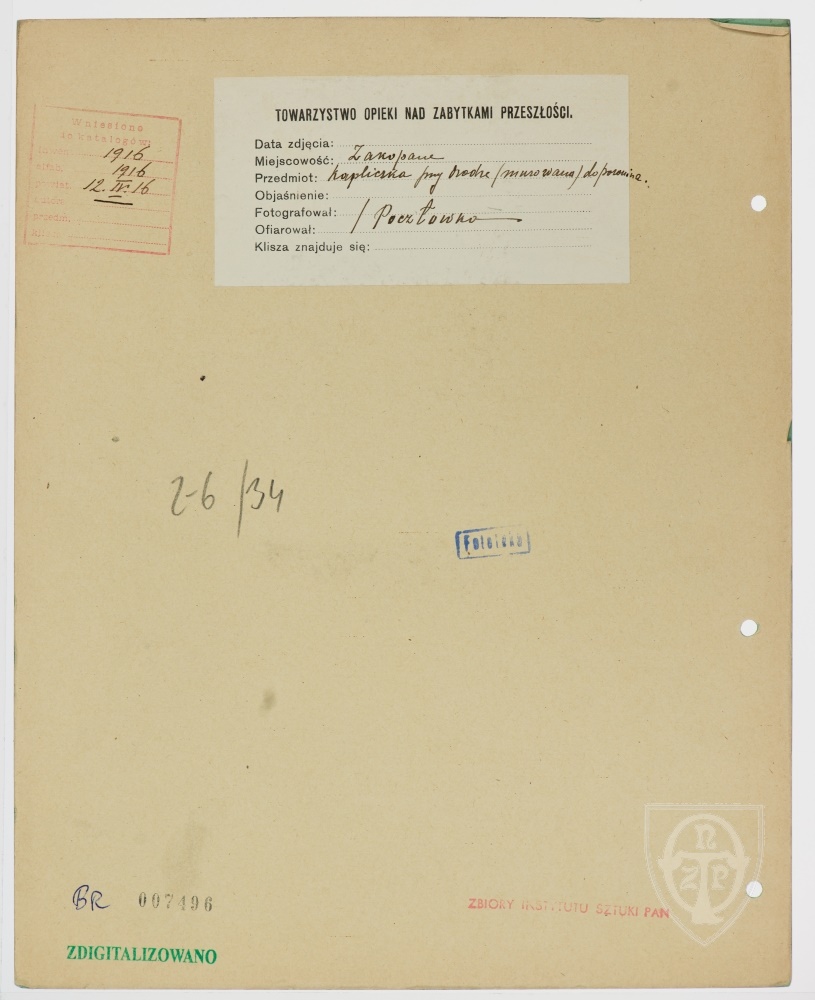 Wniesiono
do katalogów
1916
1916
12. IV. 16
TOWARZYSTWO OPIEKI NAD ZABYTKAMI PRZESZŁOŚCI.
Data zdjęcia:
Miejscowość: Zakopane
Przedmiot: Kapliczka przy drodze /murowana/ do poronina.
Objaśnienie:
Fotografował: / Pocztówka
Ofiarował:
Klisza znajduje się:
2-6/34
Fototeka
BR 007496
ZBIORY INSTYTUTU SZTUKI PAN
ZDIGITALIZOWANO